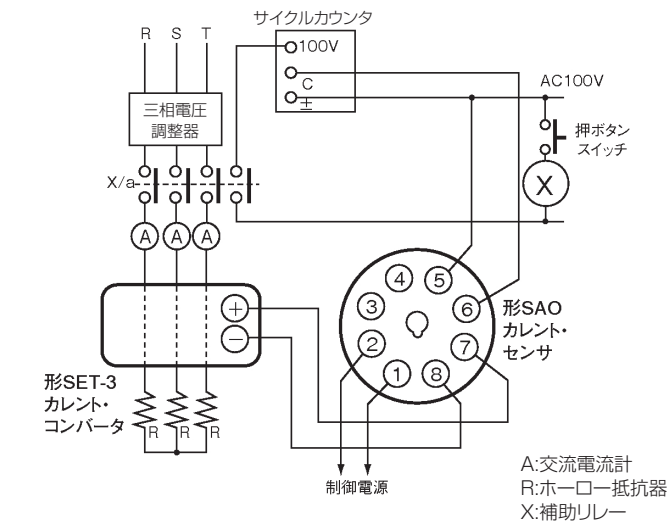 サイクルカウンタ
R S T
100V
C
±
AC100V
三相電圧
調整器
押ボタン
スイッチ
X/a
X
A A A
4 5
3 6
2 7
1 8
+
−
形SAO
カレント・
センサ
形SET-3
カレント・
コンバータ
R R R
制御電源
A:交流電流計
R:ホーロー抵抗器
X:補助リレー